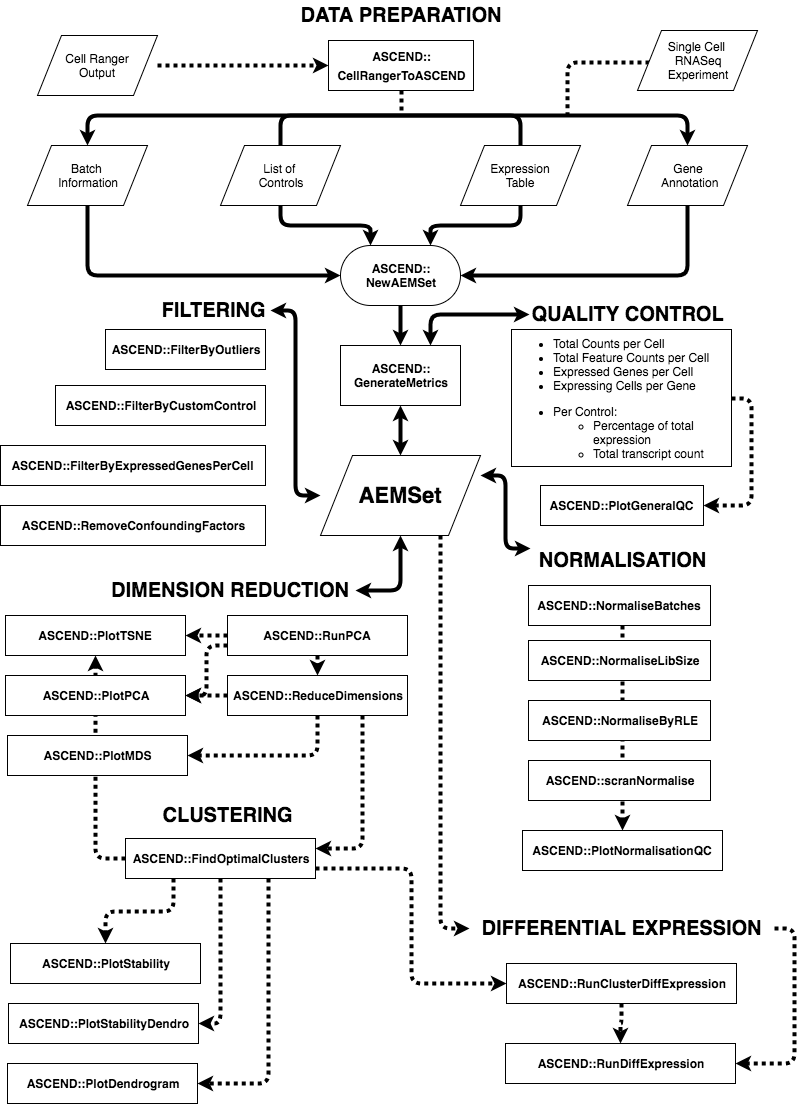 DATA PREPARATION
Cell Ranger
Output
ASCEND::
CellRangerToASCEND
Single Cell
RNASeq
Experiment
Batch
Information
List of
Controls
Expression
Table
Gene
Annotation
ASCEND::
NewAEMSet
FILTERING
QUALITY CONTROL
ASCEND::FilterByOutliers
ASCEND::FilterByCustomControl
ASCEND::FilterByExpressedGenesPerCell
ASCEND::RemoveConfoundingFactors
ASCEND::
GenerateMetrics
• Total Counts per Cell
• Total Feature Counts per Cell
• Expressed Genes per Cell
• Expressing Cells per Gene
• Per Control:
○ Percentage of total
expression
○ Total transcript count
AEMSet
ASCEND::PlotGeneralQC
NORMALISATION
ASCEND::NormaliseBatches
ASCEND::NormaliseLibSize
ASCEND::NormaliseByRLE
ASCEND::scranNormalise
ASCEND::PlotNormalisationQC
DIMENSION REDUCTION
ASCEND::PlotTSNE
ASCEND::RunPCA
ASCEND::PlotPCA
ASCEND::ReduceDimensions
ASCEND::PlotMDS
CLUSTERING
ASCEND::FindOptimalClusters
ASCEND::PlotStability
ASCEND::PlotStabilityDendro
ASCEND::PlotDendrogram
DIFFERENTIAL EXPRESSION
ASCEND::RunClusterDiffExpression
ASCEND::RunDiffExpression